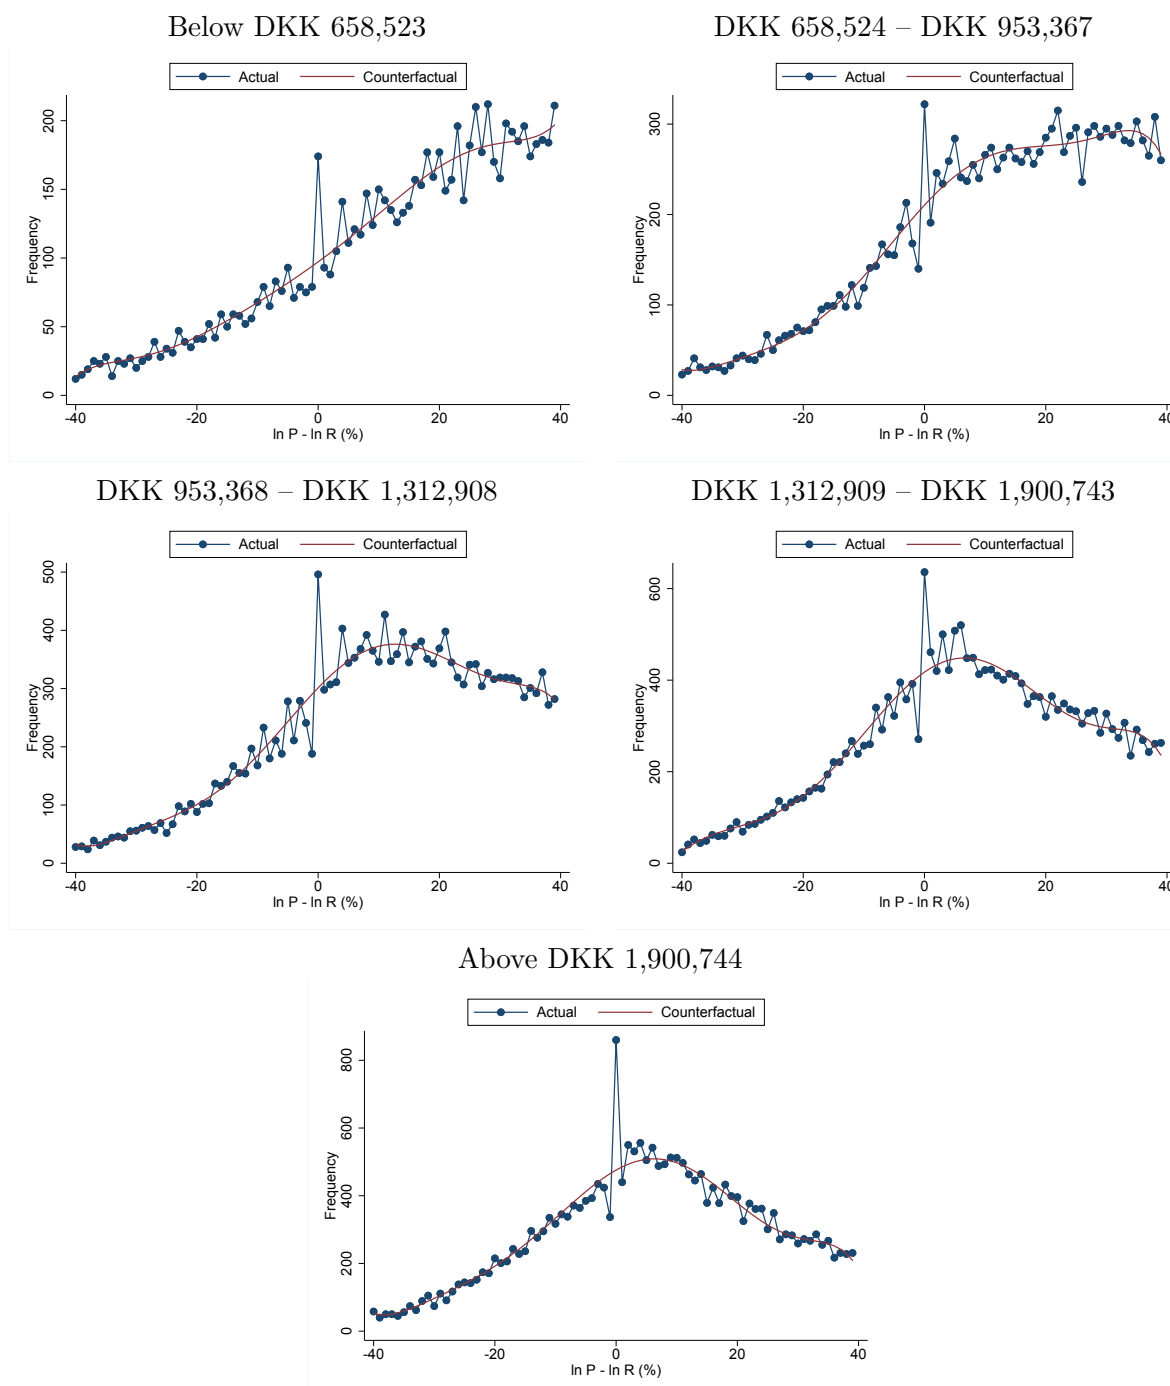 Below DKK 658,523
Actual Counterfactual
Frequency
200
150
100
50
0
-40 -20 0 20 40
ln P - ln R (%)
DKK 658,524 – DKK 953,367
Actual Counterfactual
Frequency
300
200
100
0
-40 -20 0 20 40
ln P - ln R (%)
DKK 953,368 – DKK 1,312,908
Actual Counterfactual
Frequency
500
400
300
200
100
0
-40 -20 0 20 40
ln P - ln R (%)
DKK 1,312,909 – DKK 1,900,743
Actual Counterfactual
Frequency
600
400
200
0
-40 -20 0 20 40
ln P - ln R (%)
Above DKK 1,900,744
Actual Counterfactual
Frequency
800
600
400
200
0
-40 -20 0 20 40
ln P - ln R (%)